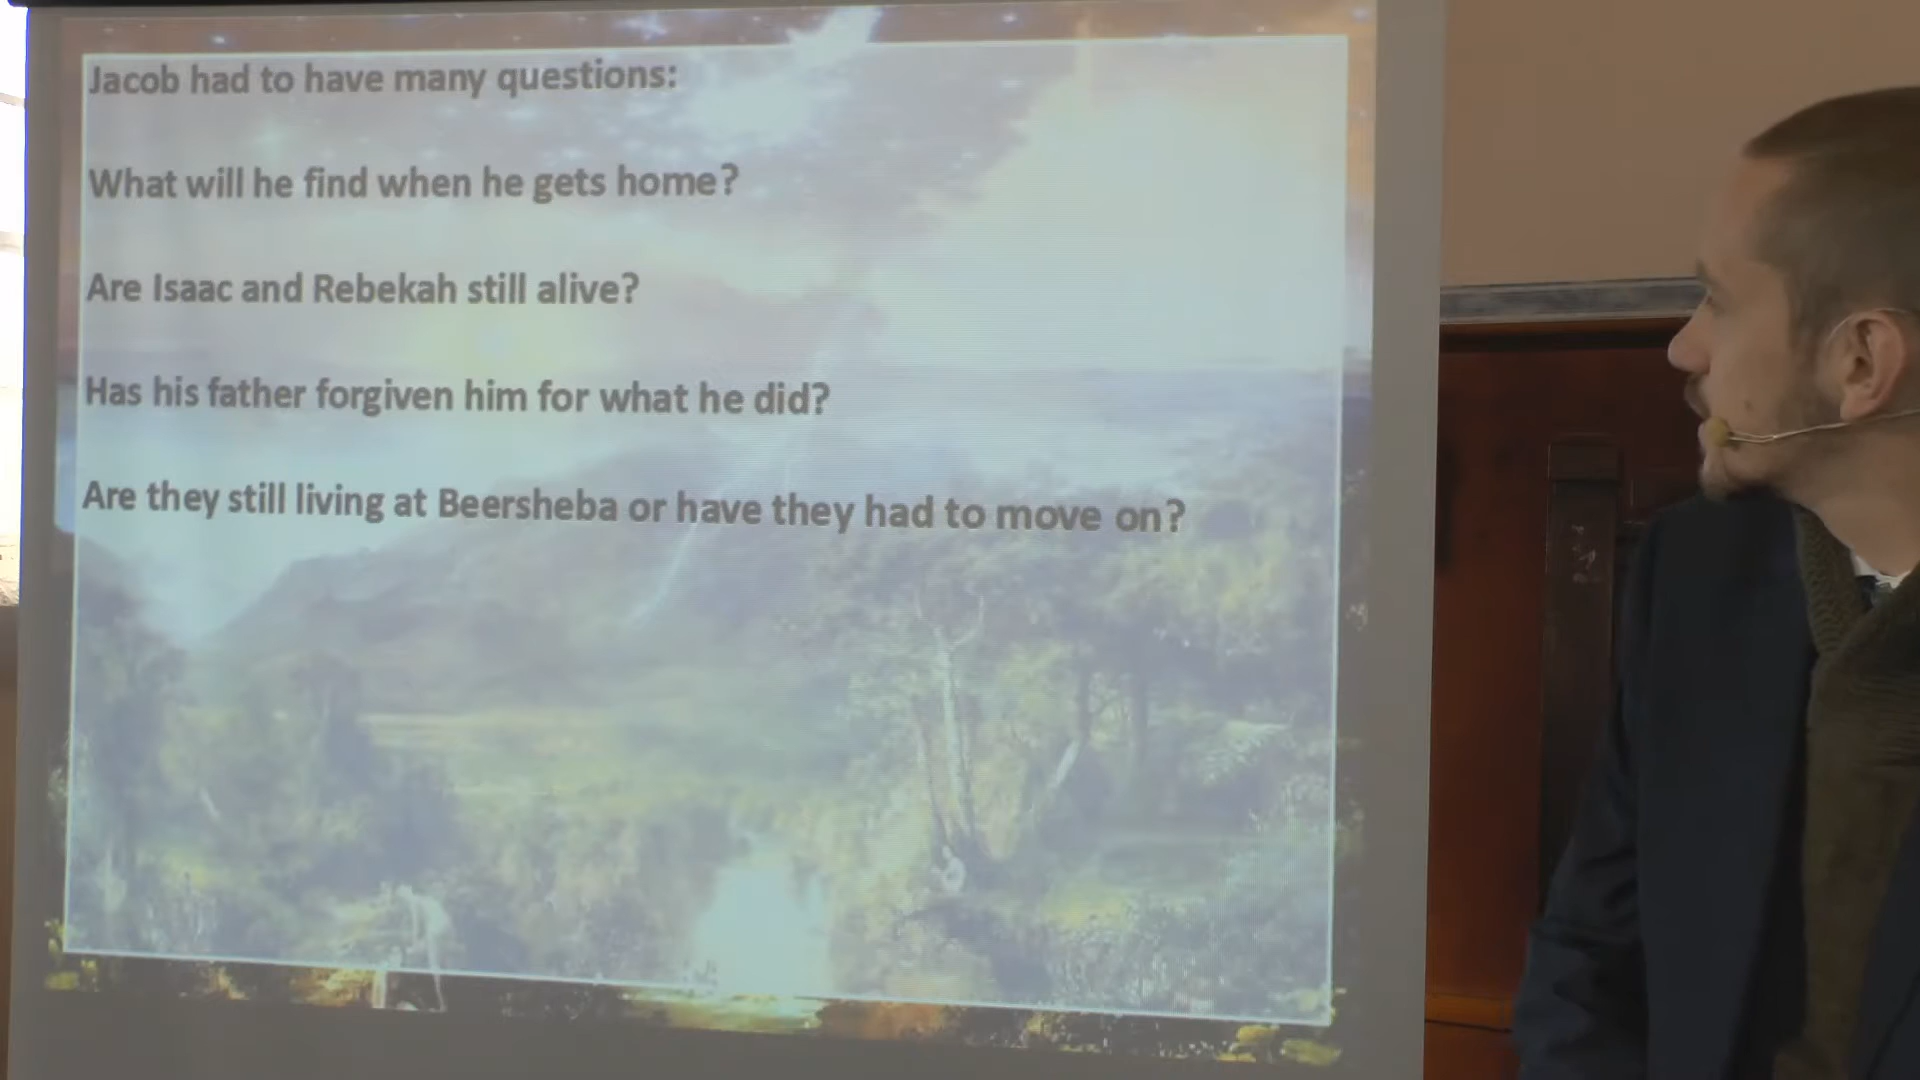 Jacob had to have many questions:
What will he find when he gets home?
Are Isaac and Rebekah still alive?
Has his father forgiven him for what he did?
Are they still living at Beersheba or have they had to move on?